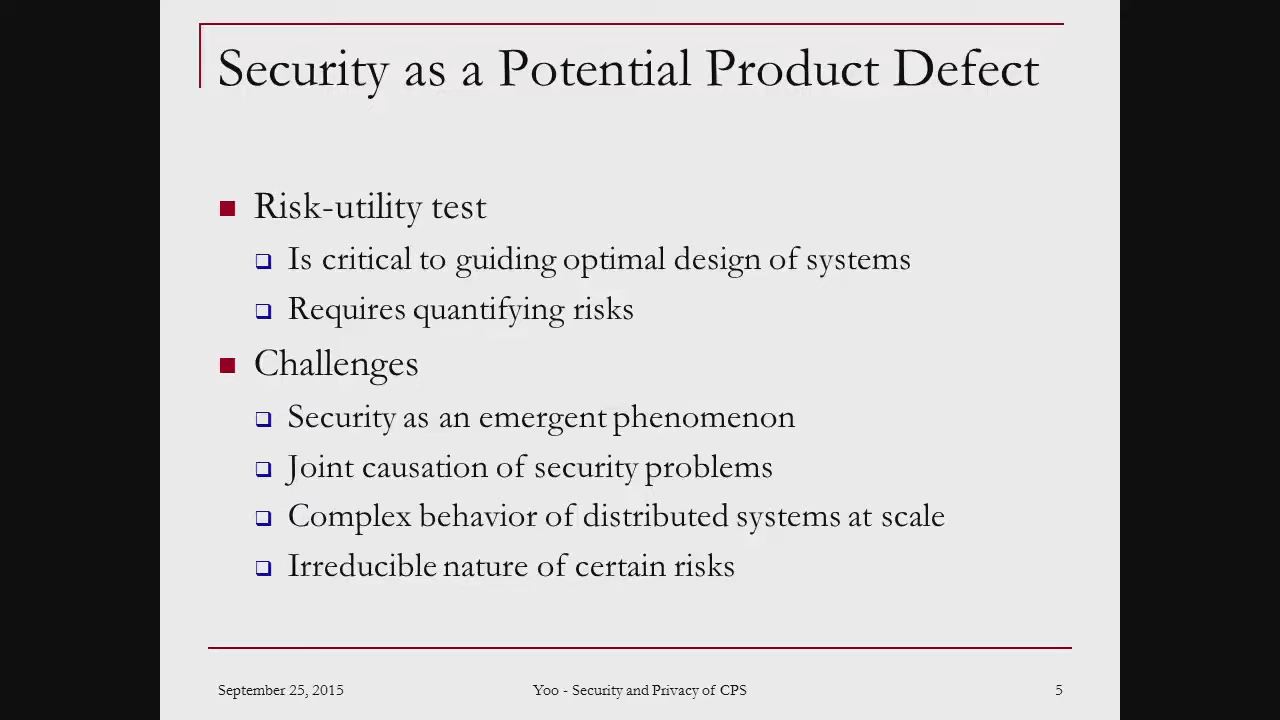 Security as a Potential Product Defect
Risk-utility test
Is critical to guiding optimal design of systems
Requires quantifying risks
Challenges
Security as an emergent phenomenon
Joint causation of security problems
Complex behavior of distributed systems at scale
Irreducible nature of certain risks
September 25, 2015
Yoo - Security and Privacy of CPS
5